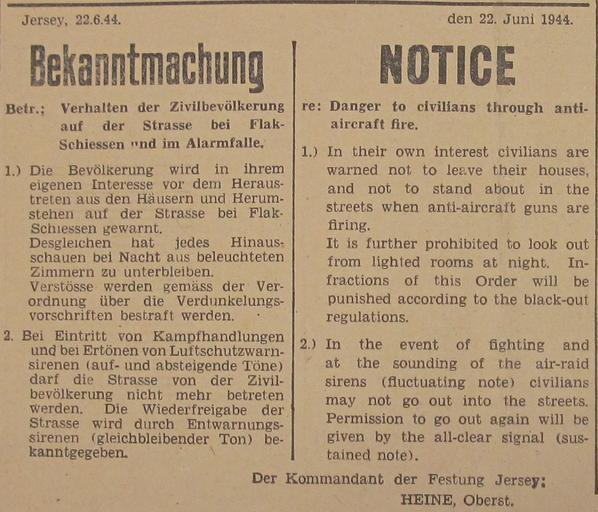 Jersey, 22.6.44.
den 22. Juni 1944.
Bekanntmachung
Betr.; Verhalten der Zivilbevölkerung
auf der Strasse bei Flak-
Schiessen und im Alarmfalle.
1.) Die Bevölkerung wird in ihrem
eigenen Interesse vor dem Heraus-
treten aus den Häusern und Herum-
stehen auf der Strasse bei Flak-
Schiessen gewarnt.
Desgleichen hat jedes Hinaus-
schauen bei Nacht aus beleuchteten
Zimmern zu unterbleiben.
Verstösse werden gemäss der Ver-
ordnung über die Verdunkelungs-
vorschriften bestraft werden.
2. Bei Eintritt von Kampfhandlungen
und bei Ertönen von Luftschutzwarn-
sirenen (auf- und absteigende Töne)
darf die Strasse von der Zivil-
bevölkerung nicht mehr betreten
werden. Die Wiederfreigabe der
Strasse wird durch Entwarnungs-
sirenen (gleichbleibender Ton) be-
kanntgegeben.
NOTICE
re: Danger to civilians through anti-
aircraft fire.
1.) In their own interest civilians are
warned not to leave their houses,
and not to stand about in the
streets when anti-aircraft guns are
firing.
It is further prohibited to look out
from lighted rooms at night. In-
fractions of this Order will be
punished according to the black-out
regulations.
2.) In the event of fighting and
at the sounding of the air-raid
sirens (fluctuating note) civilians
may not go out into the streets.
Permission to go out again will be
given by the all-clear signal (sus-
tained note).
Der Kommandant der Festung Jersey;
HEINE, Oberst.